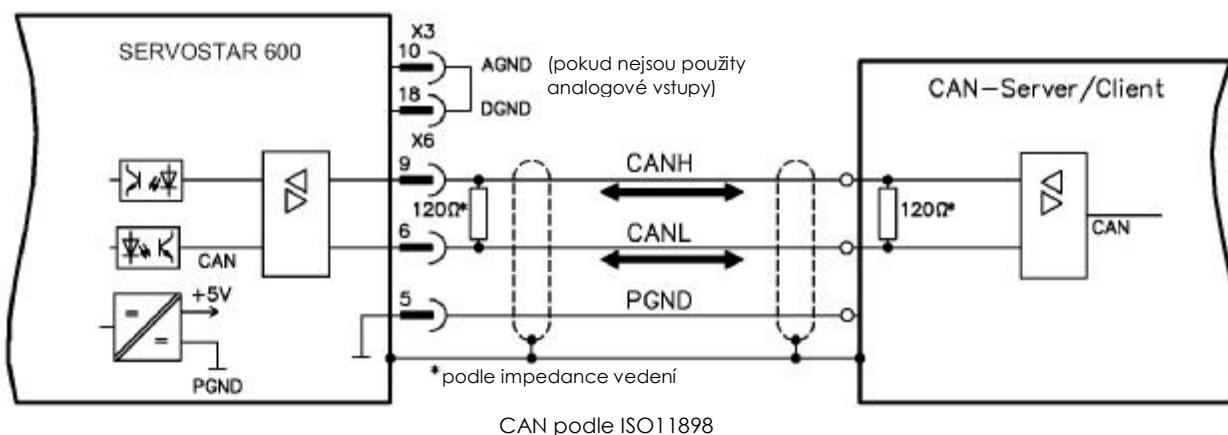 SERVOSTAR 600
X3
10
AGND
(pokud nejsou použity
analogové vstupy)
18
DGND
X6
9
CANH
120Ω*
6
CANL
CAN
+5V
5
PGND
=
=
PGND
*podle impedance vedení
CAN-Server/Client
120Ω*
CAN
CAN podle ISO11898